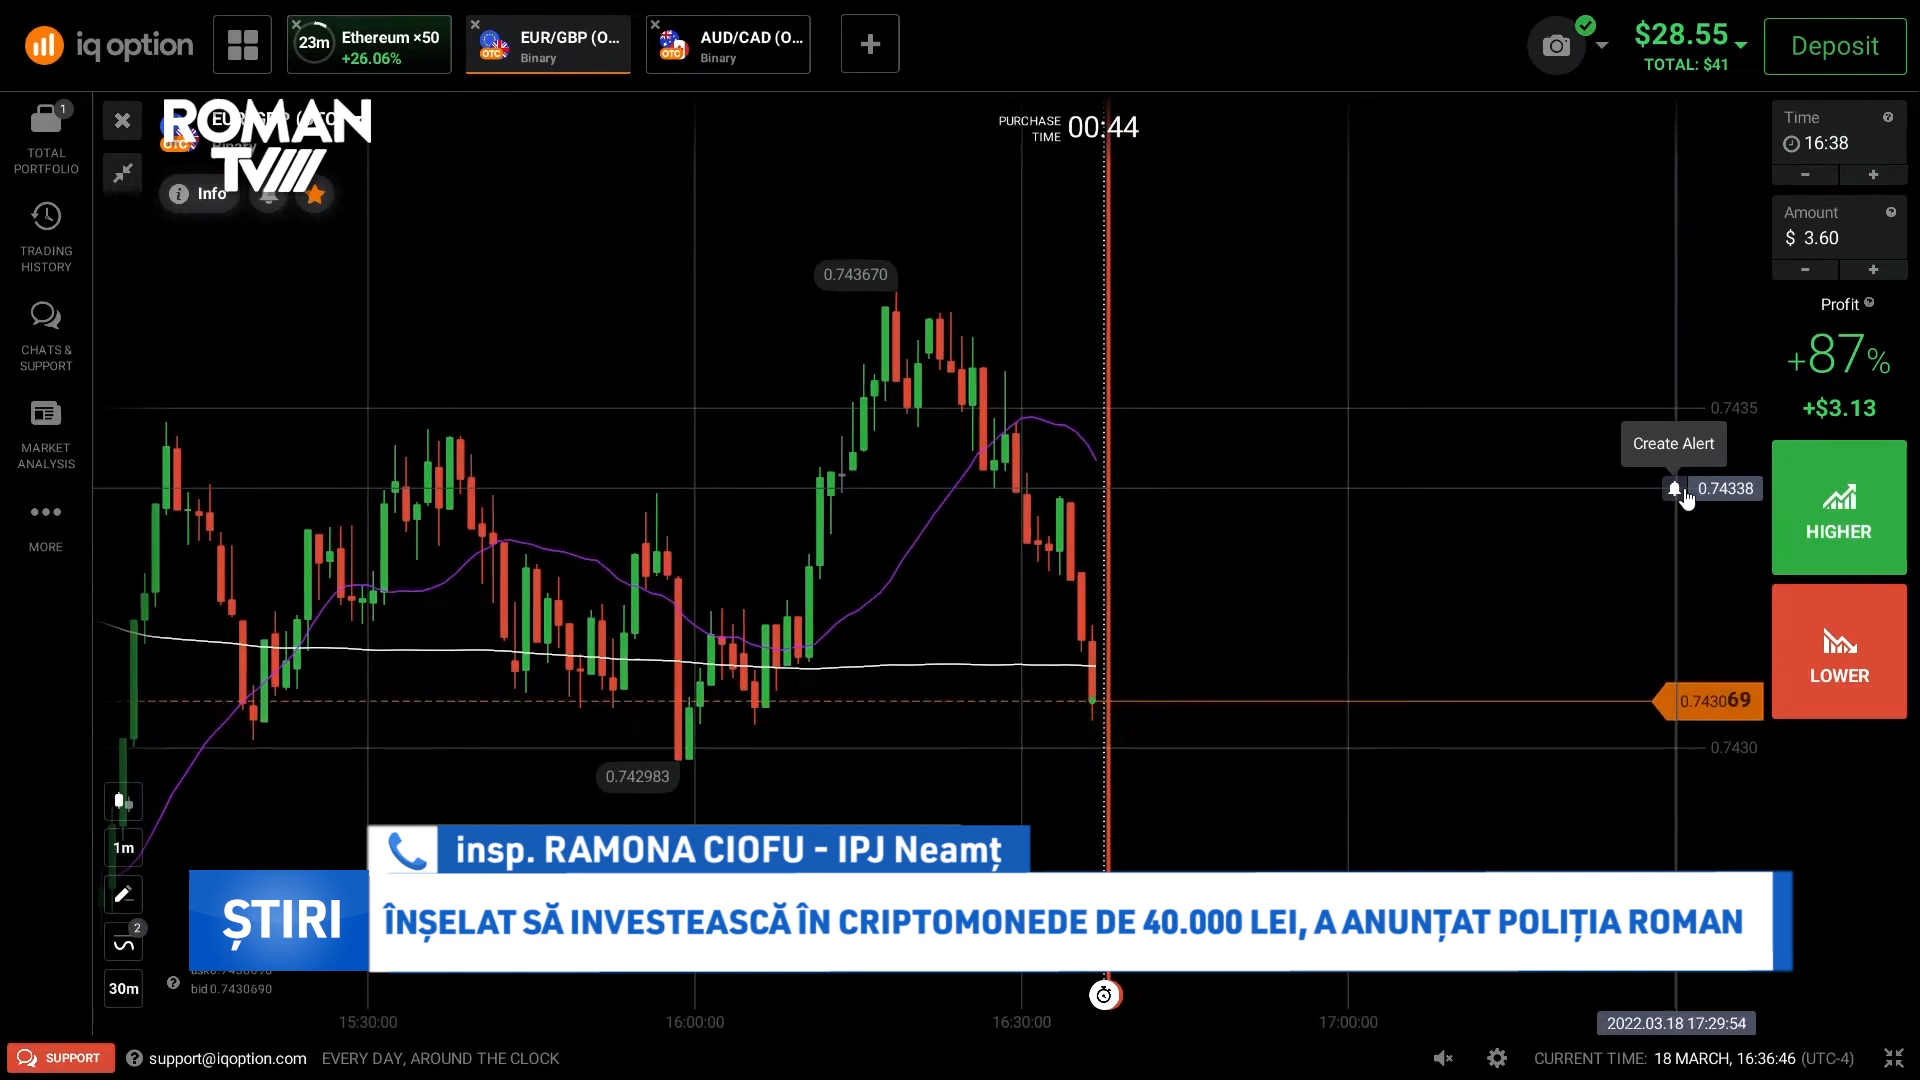 iq option
23m
Ethereum ×50
+26.06%
OTC
EUR/GBP (O...
Binary
OTC
AUD/CAD (O...
Binary
$28.55
TOTAL: $41
Deposit
1
TOTAL
PORTFOLIO
TRADING
HISTORY
CHATS &
SUPPORT
MARKET
ANALYSIS
MORE
ROMAN
TV
Info
PURCHASE
TIME
00:44
Time
16:38
Amount
$ 3.60
Profit
+87%
+$3.13
HIGHER
LOWER
0.743670
0.7435
Create Alert
0.74338
0.743069
0.7430
0.742983
1m
2
30m
insp. RAMONA CIOFU - IPJ Neamț
ȘTIRI
ÎNȘELAT SĂ INVESTEASCĂ ÎN CRIPTOMONEDE DE 40.000 LEI, A ANUNȚAT POLIȚIA ROMAN
bid 0.7430690
15:30:00
16:00:00
16:30:00
17:00:00
2022.03.18 17:29:54
SUPPORT
support@iqoption.com
EVERY DAY, AROUND THE CLOCK
CURRENT TIME: 18 MARCH, 16:36:46 (UTC-4)